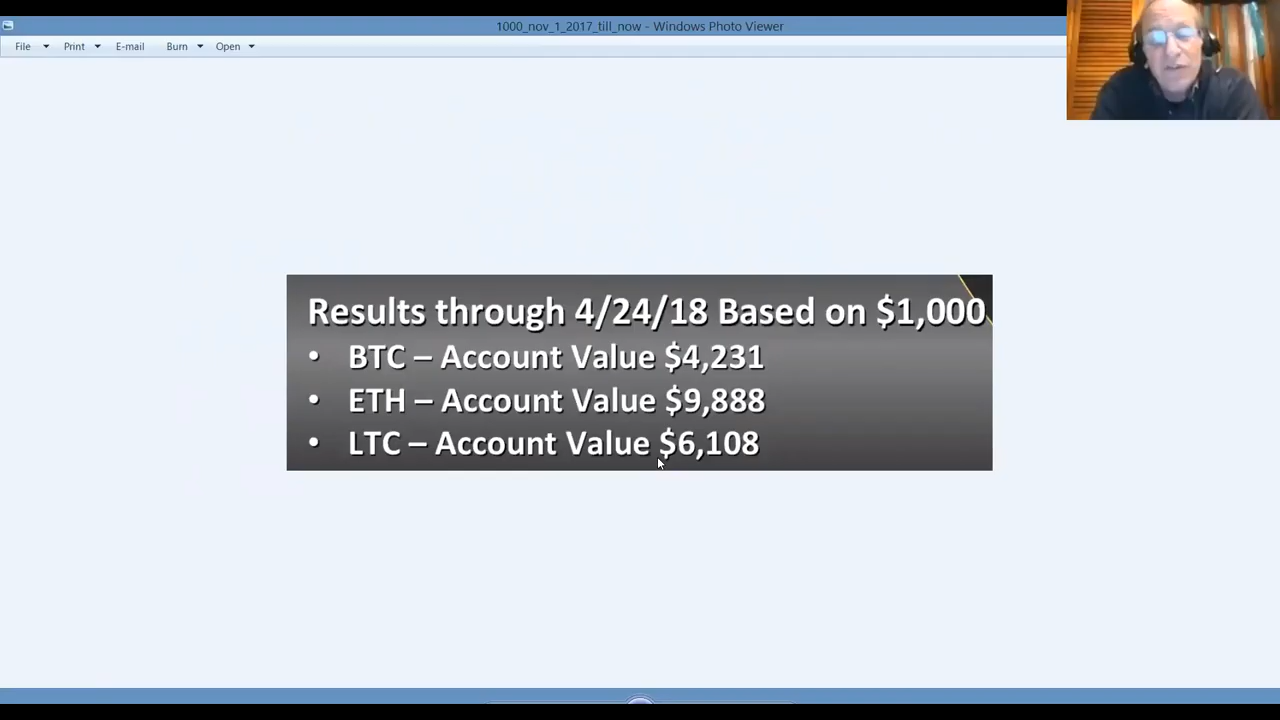 1000_nov_1_2017_till_now - Windows Photo Viewer
File Print E-mail Burn Open
Results through 4/24/18 Based on $1,000
• BTC – Account Value $4,231
• ETH – Account Value $9,888
• LTC – Account Value $6,108